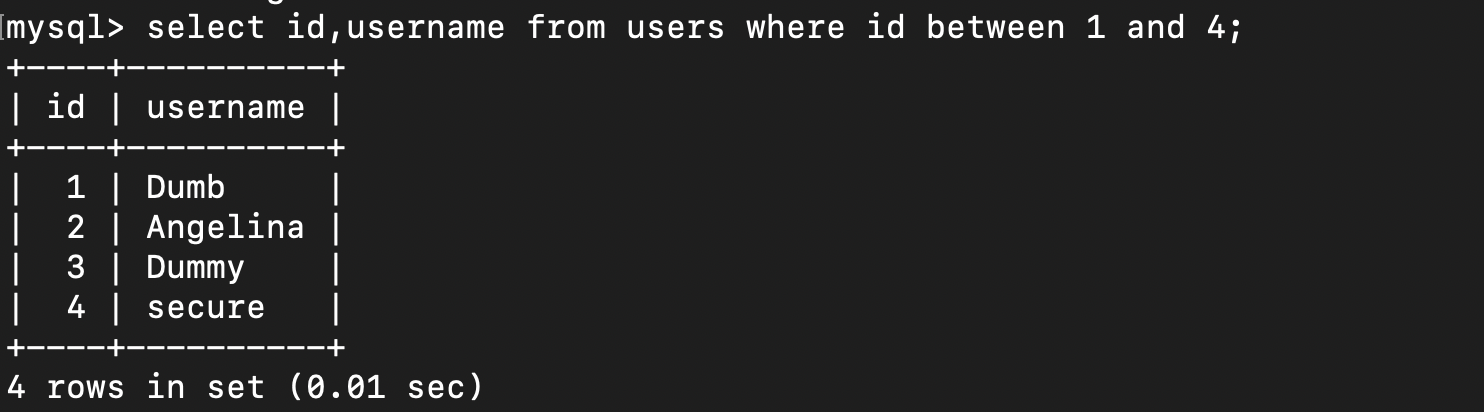 mysql> select id,username from users where id between 1 and 4;
+----+----------+
| id | username |
+----+----------+
|  1 | Dumb     |
|  2 | Angelina |
|  3 | Dummy    |
|  4 | secure   |
+----+----------+
4 rows in set (0.01 sec)